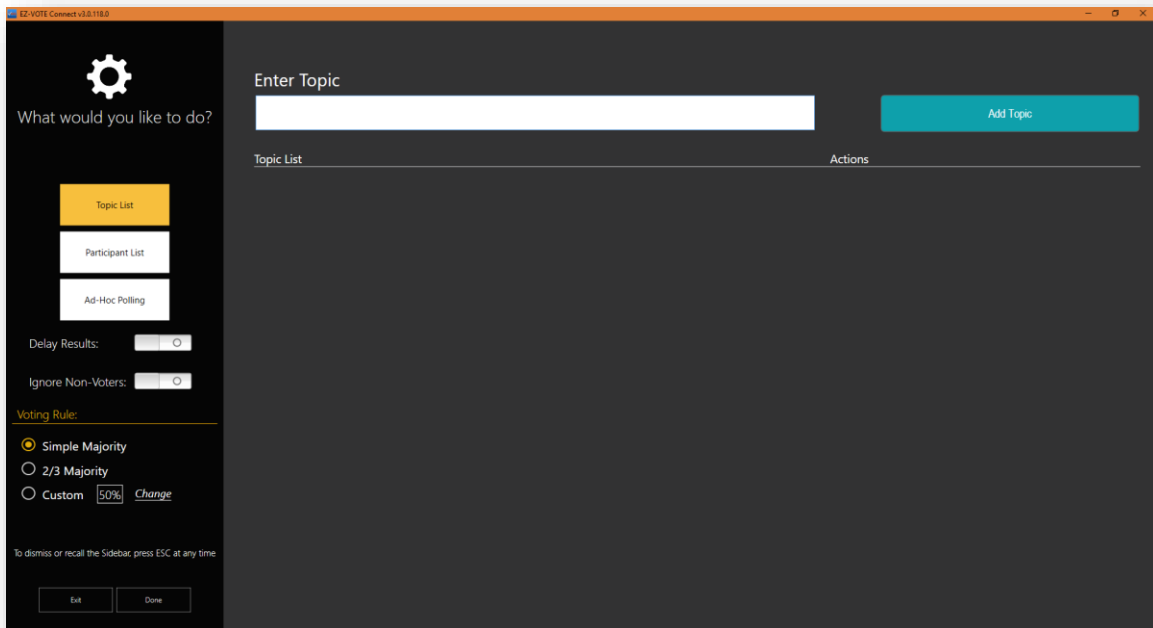 EZ-VOTE Connect v3.0.118.0
What would you like to do?
Topic List
Participant List
Ad-Hoc Polling
Delay Results:
Ignore Non-Voters:
Voting Rule:
Simple Majority
2/3 Majority
Custom 50% Change
To dismiss or recall the Sidebar, press ESC at any time
Exit Done
Enter Topic
Add Topic
Topic List Actions